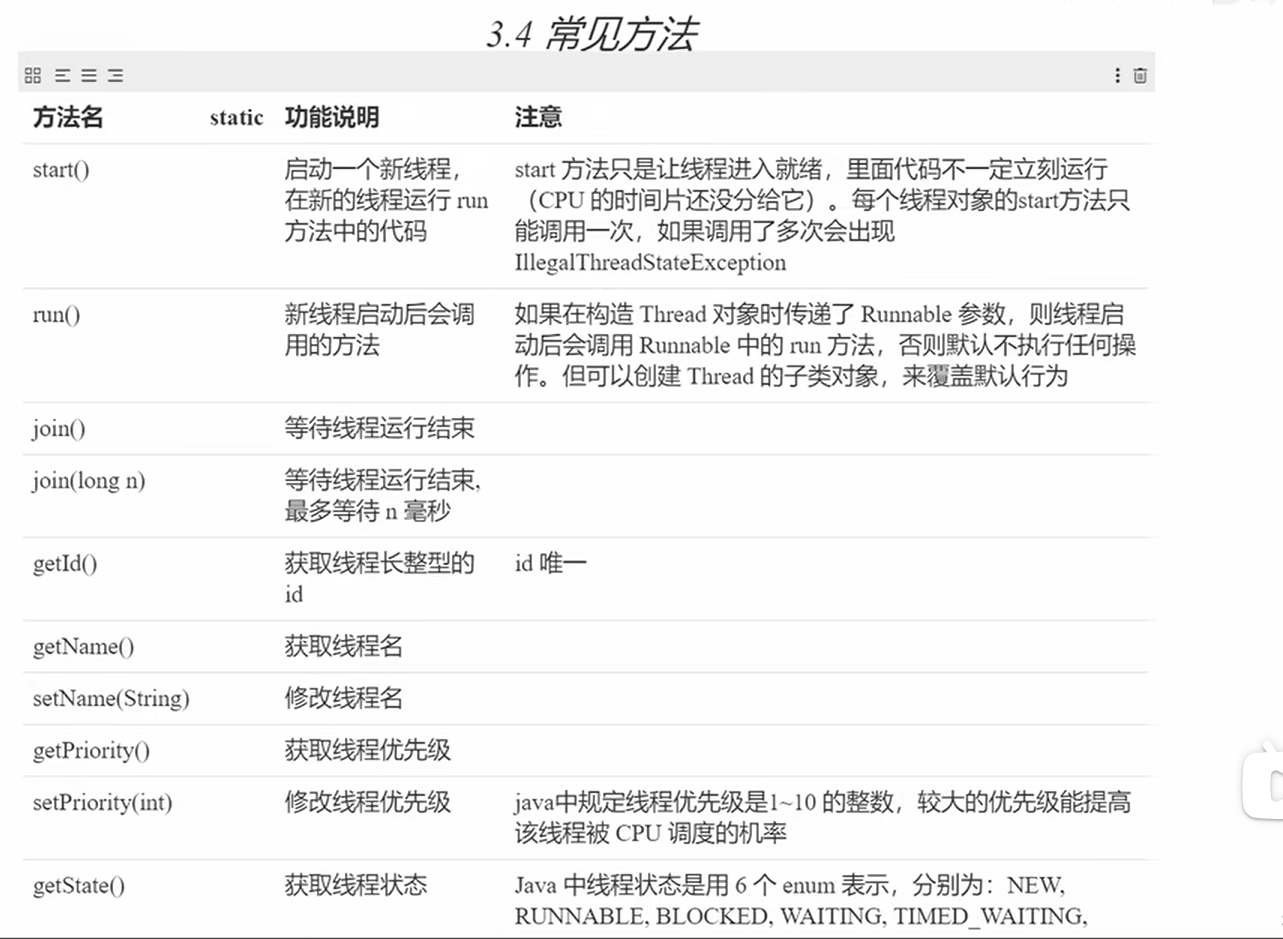 3.4 常见方法
方法名 static 功能说明 注意
start() 启动一个新线程， start 方法只是让线程进入就绪，里面代码不一定立刻运行
在新的线程运行 run （CPU 的时间片还没分给它）。每个线程对象的start方法只
方法中的代码 能调用一次，如果调用了多次会出现
IllegalThreadStateException
run() 新线程启动后会调 如果在构造 Thread 对象时传递了 Runnable 参数，则线程启
用的方法 动后会调用 Runnable 中的 run 方法，否则默认不执行任何操
作。但可以创建 Thread 的子类对象，来覆盖默认行为
join() 等待线程运行结束
join(long n) 等待线程运行结束,
最多等待 n 毫秒
getId() 获取线程长整型的 id 唯一
id
getName() 获取线程名
setName(String) 修改线程名
getPriority() 获取线程优先级
setPriority(int) 修改线程优先级 java中规定线程优先级是1~10 的整数，较大的优先级能提高
该线程被 CPU 调度的机率
getState() 获取线程状态 Java 中线程状态是用 6 个 enum 表示，分别为：NEW,
RUNNABLE, BLOCKED, WAITING, TIMED_WAITING,